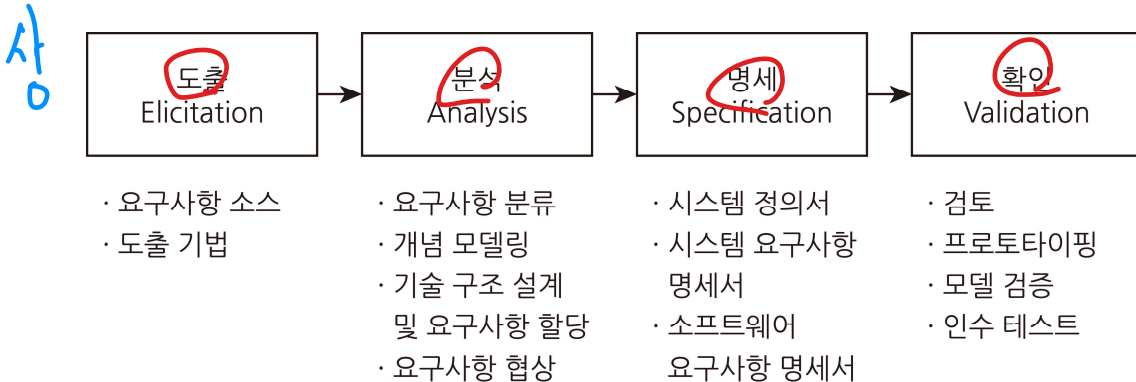 상
도출
Elicitation
· 요구사항 소스
· 도출 기법
분석
Analysis
· 요구사항 분류
· 개념 모델링
· 기술 구조 설계
및 요구사항 할당
· 요구사항 협상
명세
Specification
· 시스템 정의서
· 시스템 요구사항
명세서
· 소프트웨어
요구사항 명세서
확인
Validation
· 검토
· 프로토타이핑
· 모델 검증
· 인수 테스트